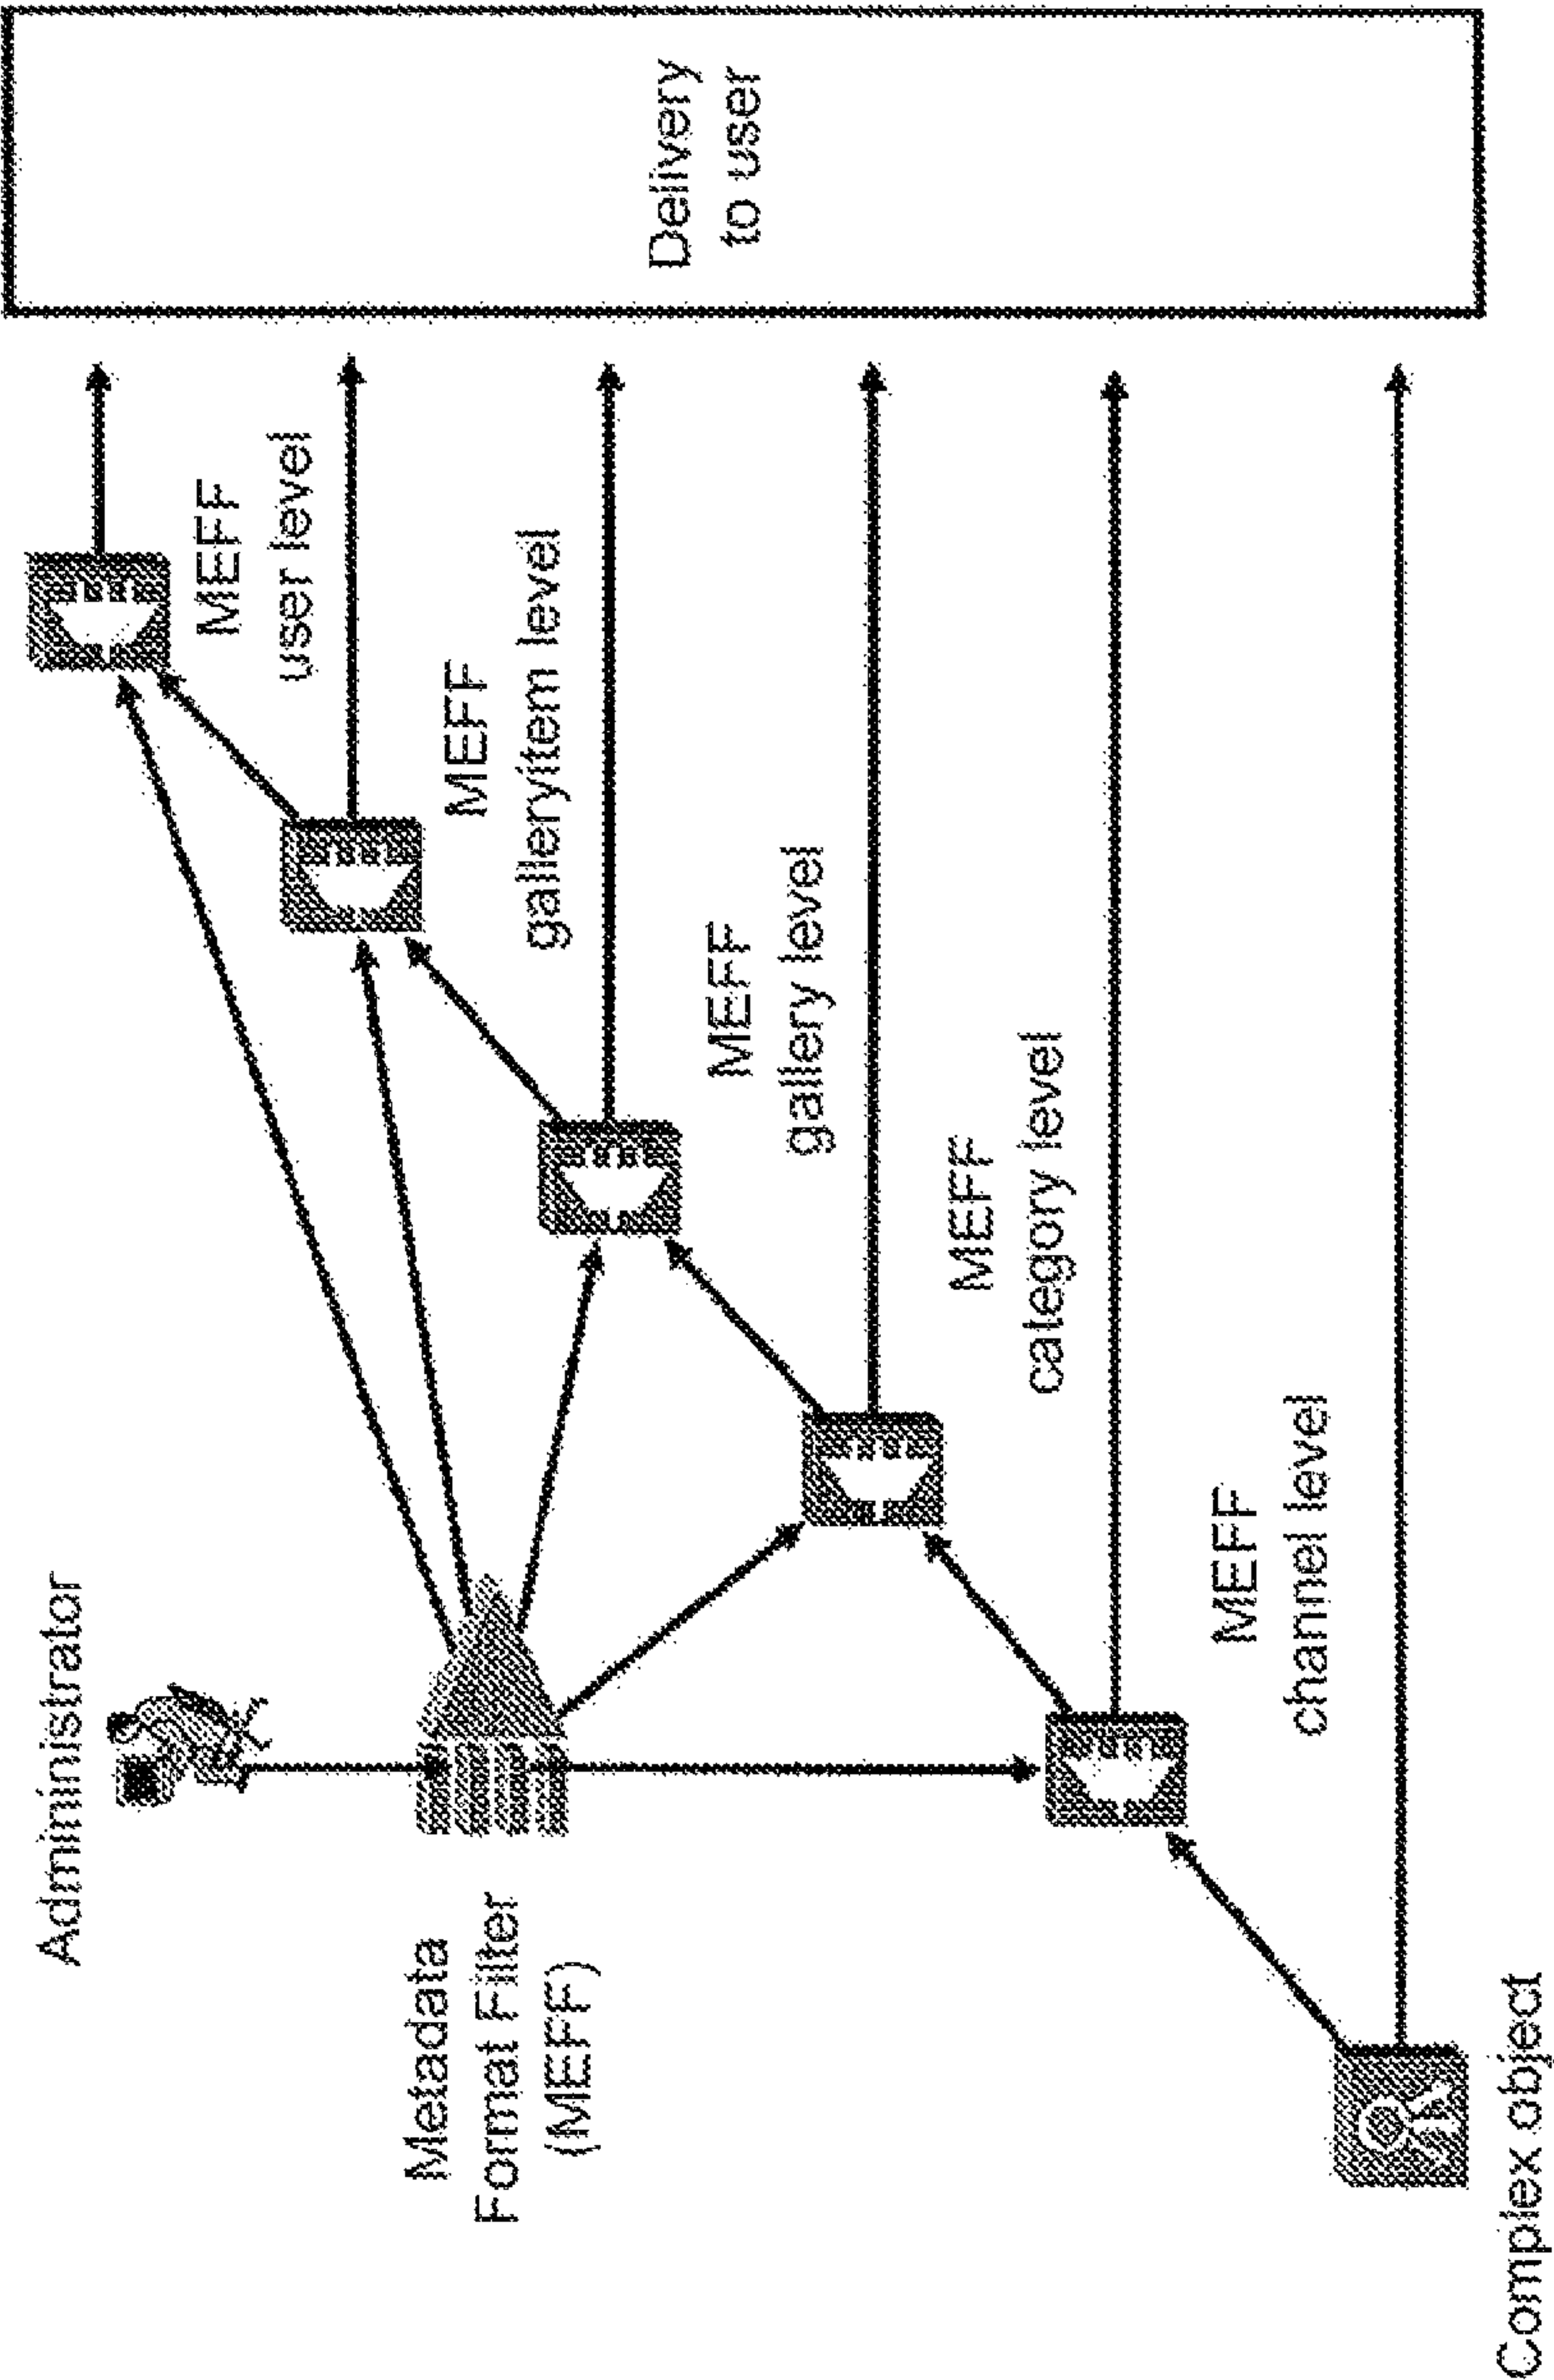 Administrator
Metadata
Format Filter
(MEFF)
MEFF
user level
MEFF
galleryitem level
MEFF
gallery level
MEFF
category level
MEFF
channel level
Complex object
Delivery
to user